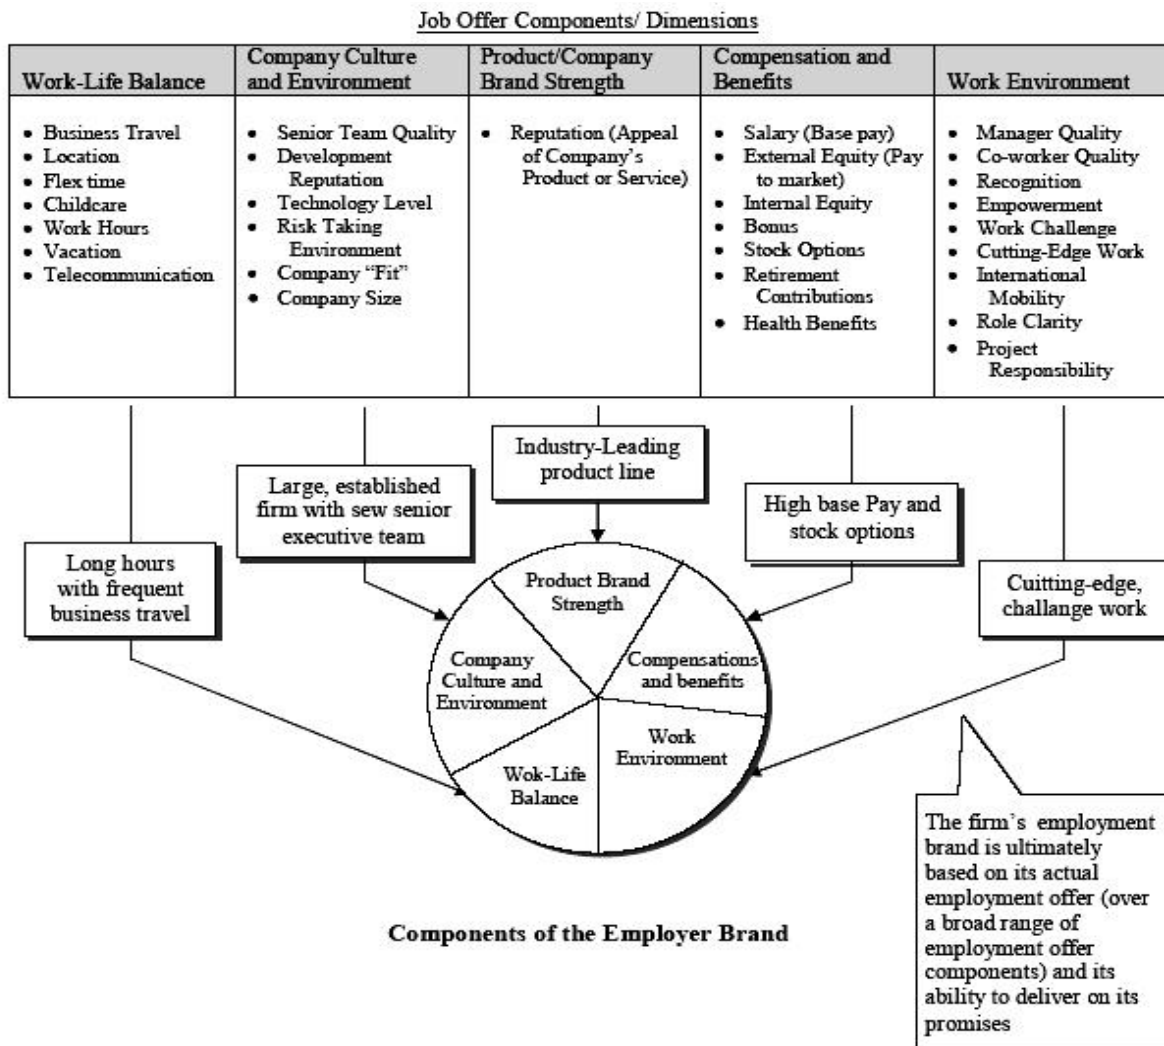 Job Offer Components/ Dimensions
Work-Life Balance
Company Culture
and Environment
Product/Company
Brand Strength
Compensation and
Benefits
Work Environment
• Business Travel
• Location
• Flex time
• Childcare
• Work Hours
• Vacation
• Telecommunication
• Senior Team Quality
• Development
Reputation
• Technology Level
• Risk Taking
Environment
• Company “Fit”
• Company Size
• Reputation (Appeal
of Company’s
Product or Service)
• Salary (Base pay)
• External Equity (Pay
to market)
• Internal Equity
• Bonus
• Stock Options
• Retirement
Contributions
• Health Benefits
• Manager Quality
• Co-worker Quality
• Recognition
• Empowerment
• Work Challenge
• Cutting-Edge Work
• International
Mobility
• Role Clarity
• Project
Responsibility
Long hours
with frequent
business travel
Large, established
firm with sew senior
executive team
Industry-Leading
product line
High base Pay and
stock options
Cuitting-edge,
challange work
Product Brand
Strength
Company
Culture and
Environment
Compensations
and benefits
Wok-Life
Balance
Work
Environment
The firm’s employment
brand is ultimately
based on its actual
employment offer (over
a broad range of
employment offer
components) and its
ability to deliver on its
promises
Components of the Employer Brand